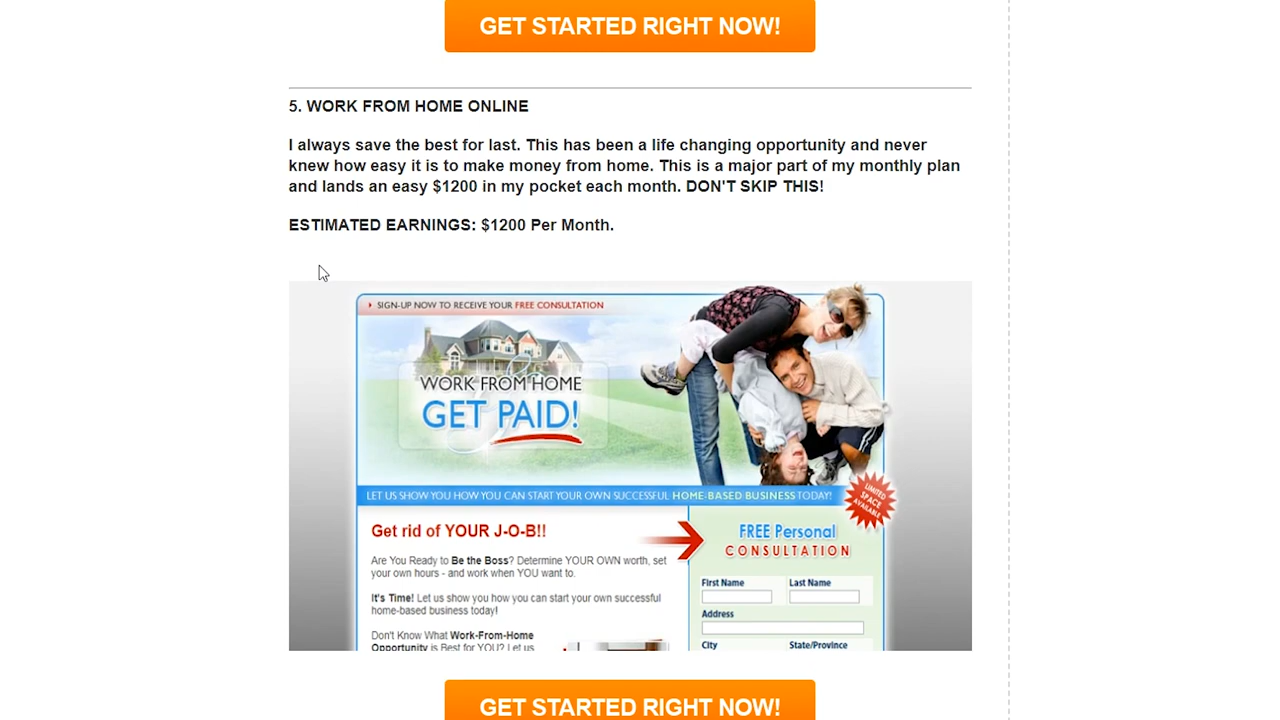 GET STARTED RIGHT NOW!
5. WORK FROM HOME ONLINE
I always save the best for last. This has been a life changing opportunity and never
knew how easy it is to make money from home. This is a major part of my monthly plan
and lands an easy $1200 in my pocket each month. DON'T SKIP THIS!
ESTIMATED EARNINGS: $1200 Per Month.
SIGN-UP NOW TO RECEIVE YOUR FREE CONSULTATION
WORK FROM HOME
GET PAID!
LET US SHOW YOU HOW YOU CAN START YOUR OWN SUCCESSFUL HOME-BASED BUSINESS TODAY!
LIMITED
SPACE
AVAILABLE
Get rid of YOUR J-O-B!!
Are You Ready to Be the Boss? Determine YOUR OWN worth, set
your own hours - and work when YOU want to.
It's Time! Let us show you how you can start your own successful
home-based business today!
Don't Know What Work-From-Home
Opportunity is Best for YOU? Let us
FREE Personal
CONSULTATION
First Name Last Name
Address
City State/Province
GET STARTED RIGHT NOW!